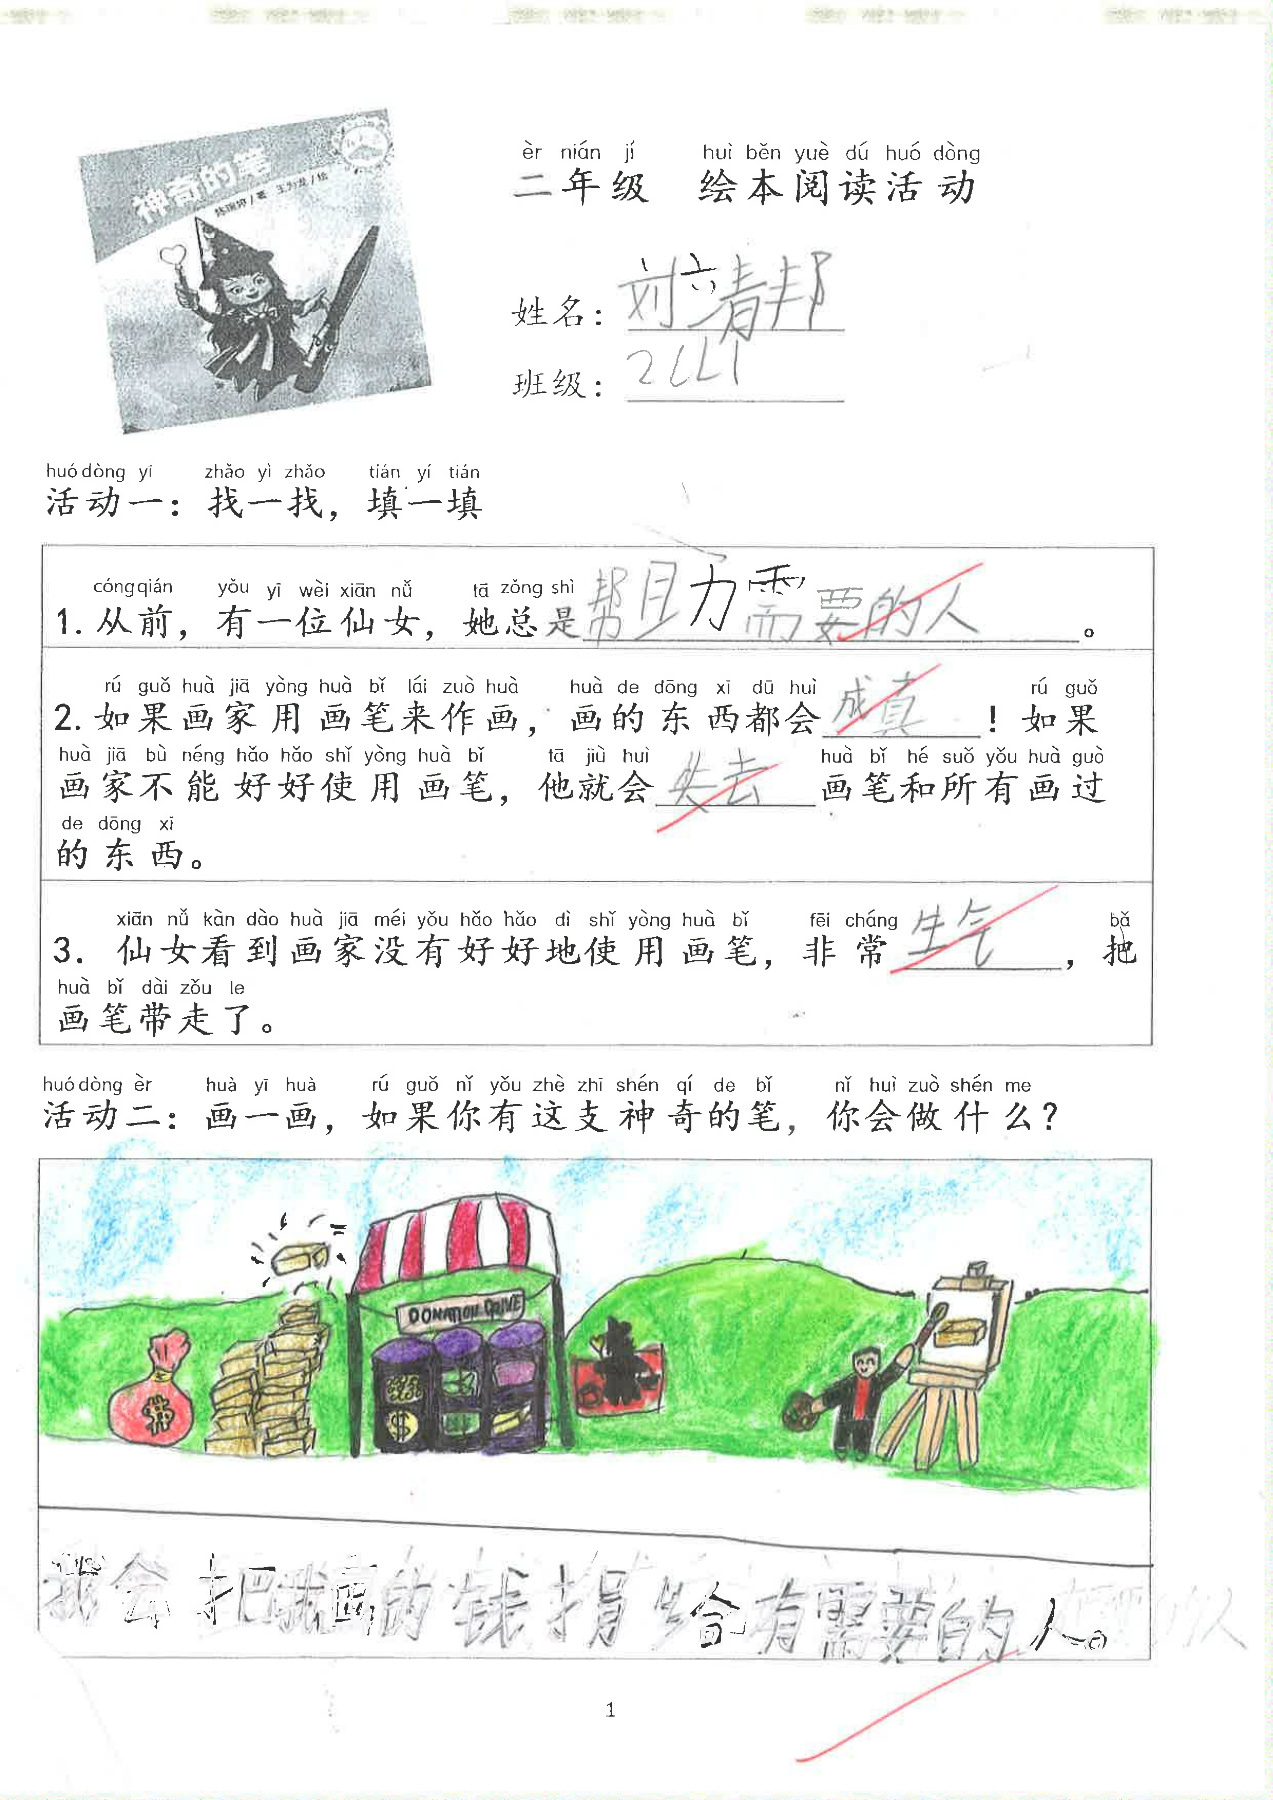 神奇的笔
èr nián jí huì běn yuè dú huó dòng
二年级 绘本阅读活动
姓名：刘靖邦
班级：
huó dòng yī zhǎo yì zhǎo tián yí tián
活动一：找一找，填一填
cóng qián yǒu yī wèi xiān nǚ tā zǒng shì
1. 从前，有一位仙女，她总是帮助需要的人。
rú guǒ huà jiā yòng huà bǐ lái zuò huà huà de dōng xi dū huì rú guǒ
2. 如果画家用画笔来作画，画的东西都会成真！如果
huà jiā bù néng hǎo hǎo shǐ yòng huà bǐ tā jiù huì huà bǐ hé suǒ yǒu huà guò
画家不能好好使用画笔，他就会失去画笔和所有画过
de dōng xi
的东西。
xiān nǚ kàn dào huà jiā méi yǒu hǎo hǎo dì shǐ yòng huà bǐ fēi cháng bǎ
3. 仙女看到画家没有好好地使用画笔，非常生气，把
huà bǐ dài zǒu le
画笔带走了。
huó dòng èr huà yī huà rú guǒ nǐ yǒu zhè zhī shén qí de bǐ nǐ huì zuò shén me
活动二：画一画，如果你有这支神奇的笔，你会做什么？
DONATION DRIVE
$
我会把我画的钱捐给有需要的人。
1